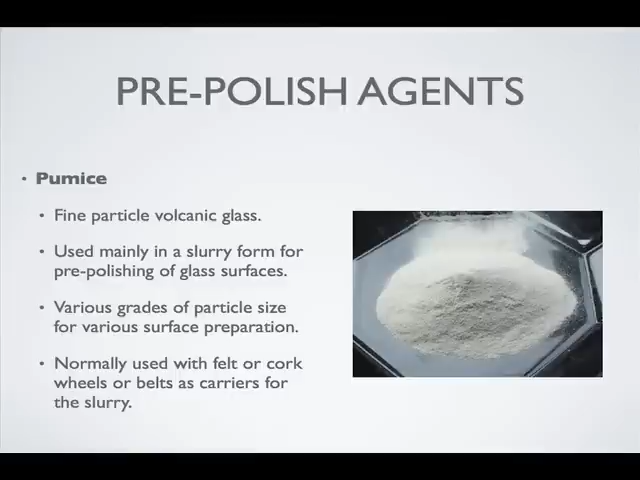 PRE-POLISH AGENTS
• Pumice
• Fine particle volcanic glass.
• Used mainly in a slurry form for
pre-polishing of glass surfaces.
• Various grades of particle size
for various surface preparation.
• Normally used with felt or cork
wheels or belts as carriers for
the slurry.